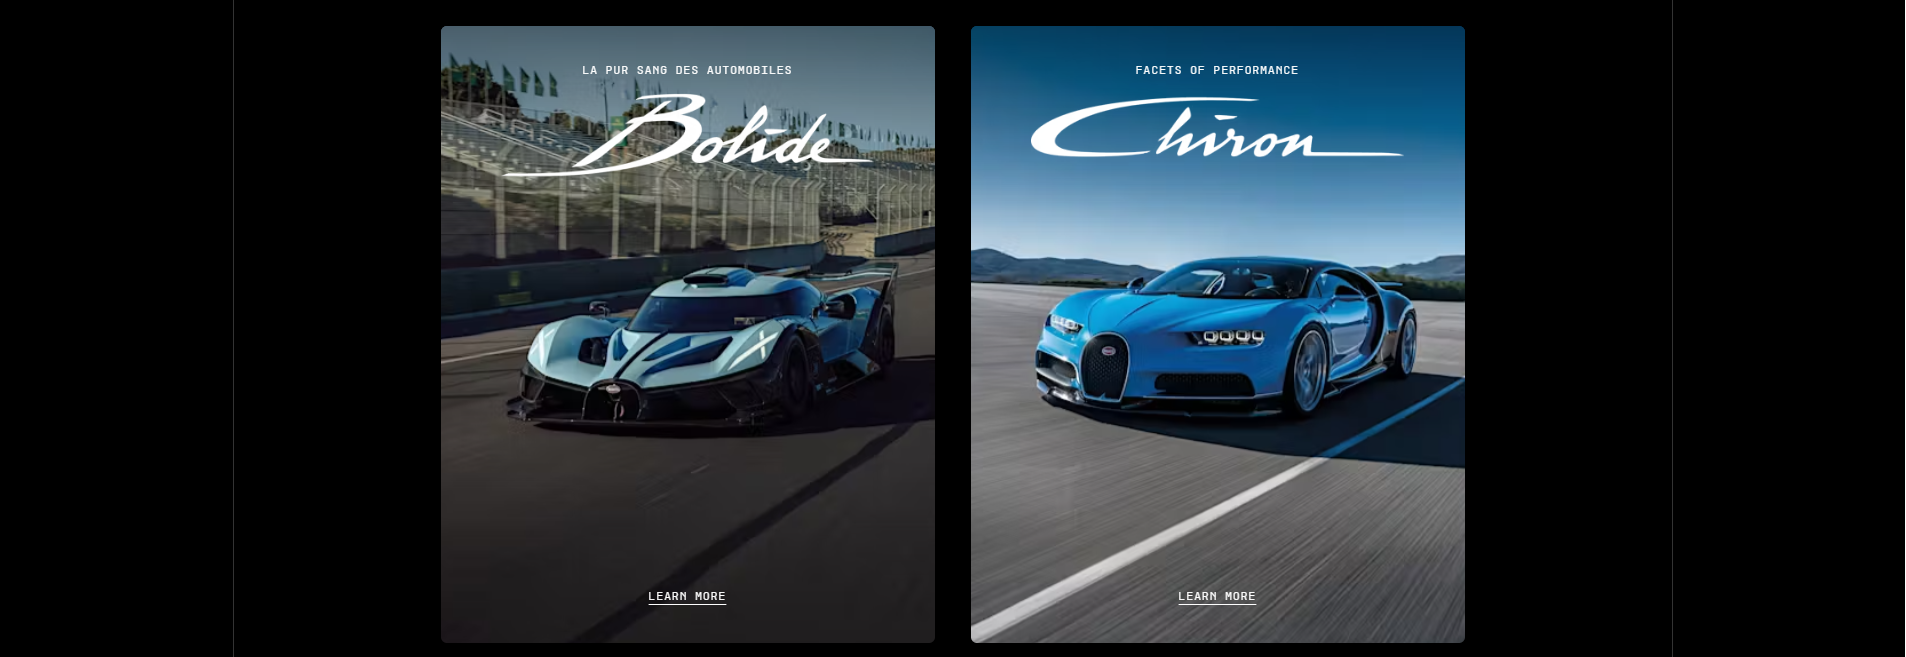 LA PUR SANG DES AUTOMOBILES
Bolide
LEARN MORE
FACETS OF PERFORMANCE
Chiron
LEARN MORE